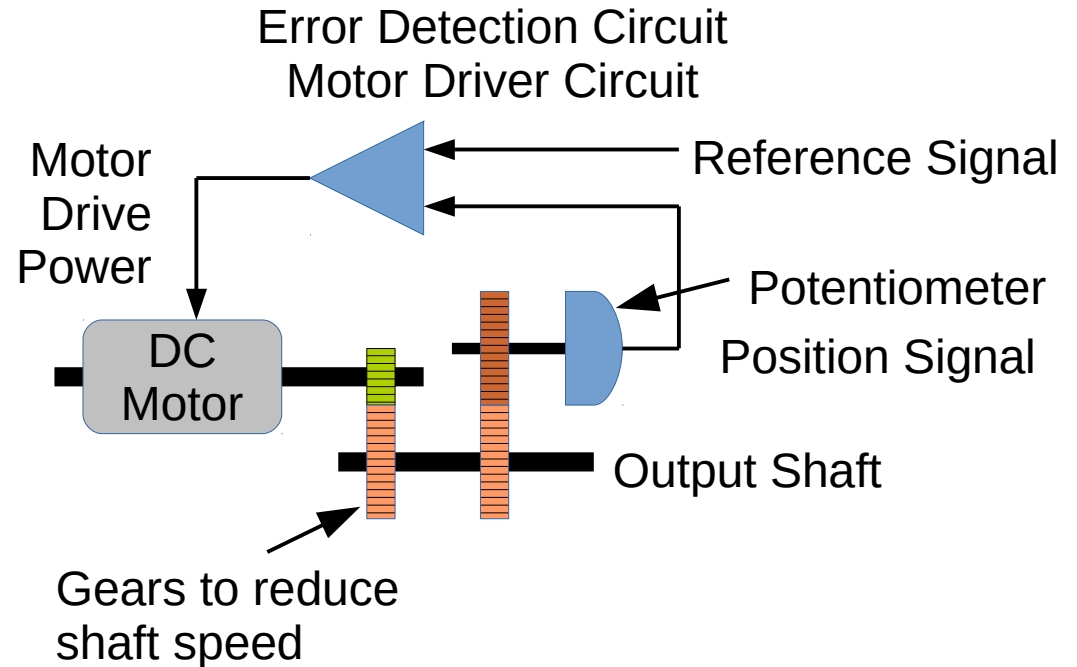 Error Detection Circuit
Motor Driver Circuit
Motor
Drive
Power
Reference Signal
Potentiometer
Position Signal
DC
Motor
Output Shaft
Gears to reduce
shaft speed